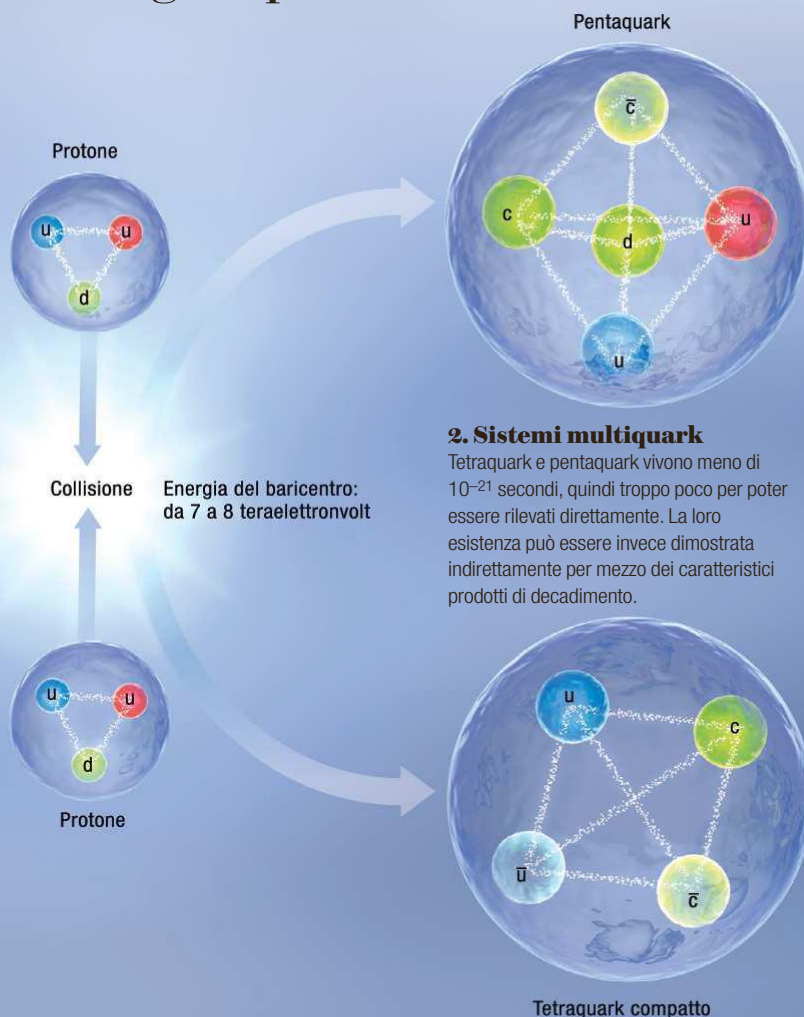 Pentaquark
c̅
Protone
u u
c
d
u
d
u
2. Sistemi multiquark
Tetraquark e pentaquark vivono meno di
10–21 secondi, quindi troppo poco per poter
essere rilevati direttamente. La loro
esistenza può essere invece dimostrata
indirettamente per mezzo dei caratteristici
prodotti di decadimento.
Collisione
Energia del baricentro:
da 7 a 8 teraelettronvolt
u u
d
Protone
u
c
u̅
c̅
Tetraquark compatto